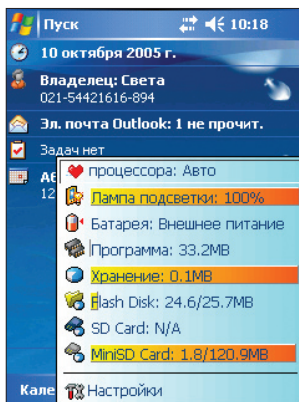 Пуск 10:18
10 октября 2005 г.
Владелец: Света
021-54421616-894
Эл. почта Outlook: 1 не прочит.
Задач нет
12
процессора: Авто
Лампа подсветки: 100%
Батарея: Внешнее питание
Программа: 33.2MB
Хранение: 0.1MB
Flash Disk: 24.6/25.7MB
SD Card: N/A
MiniSD Card: 1.8/120.9MB
Кале
Настройки